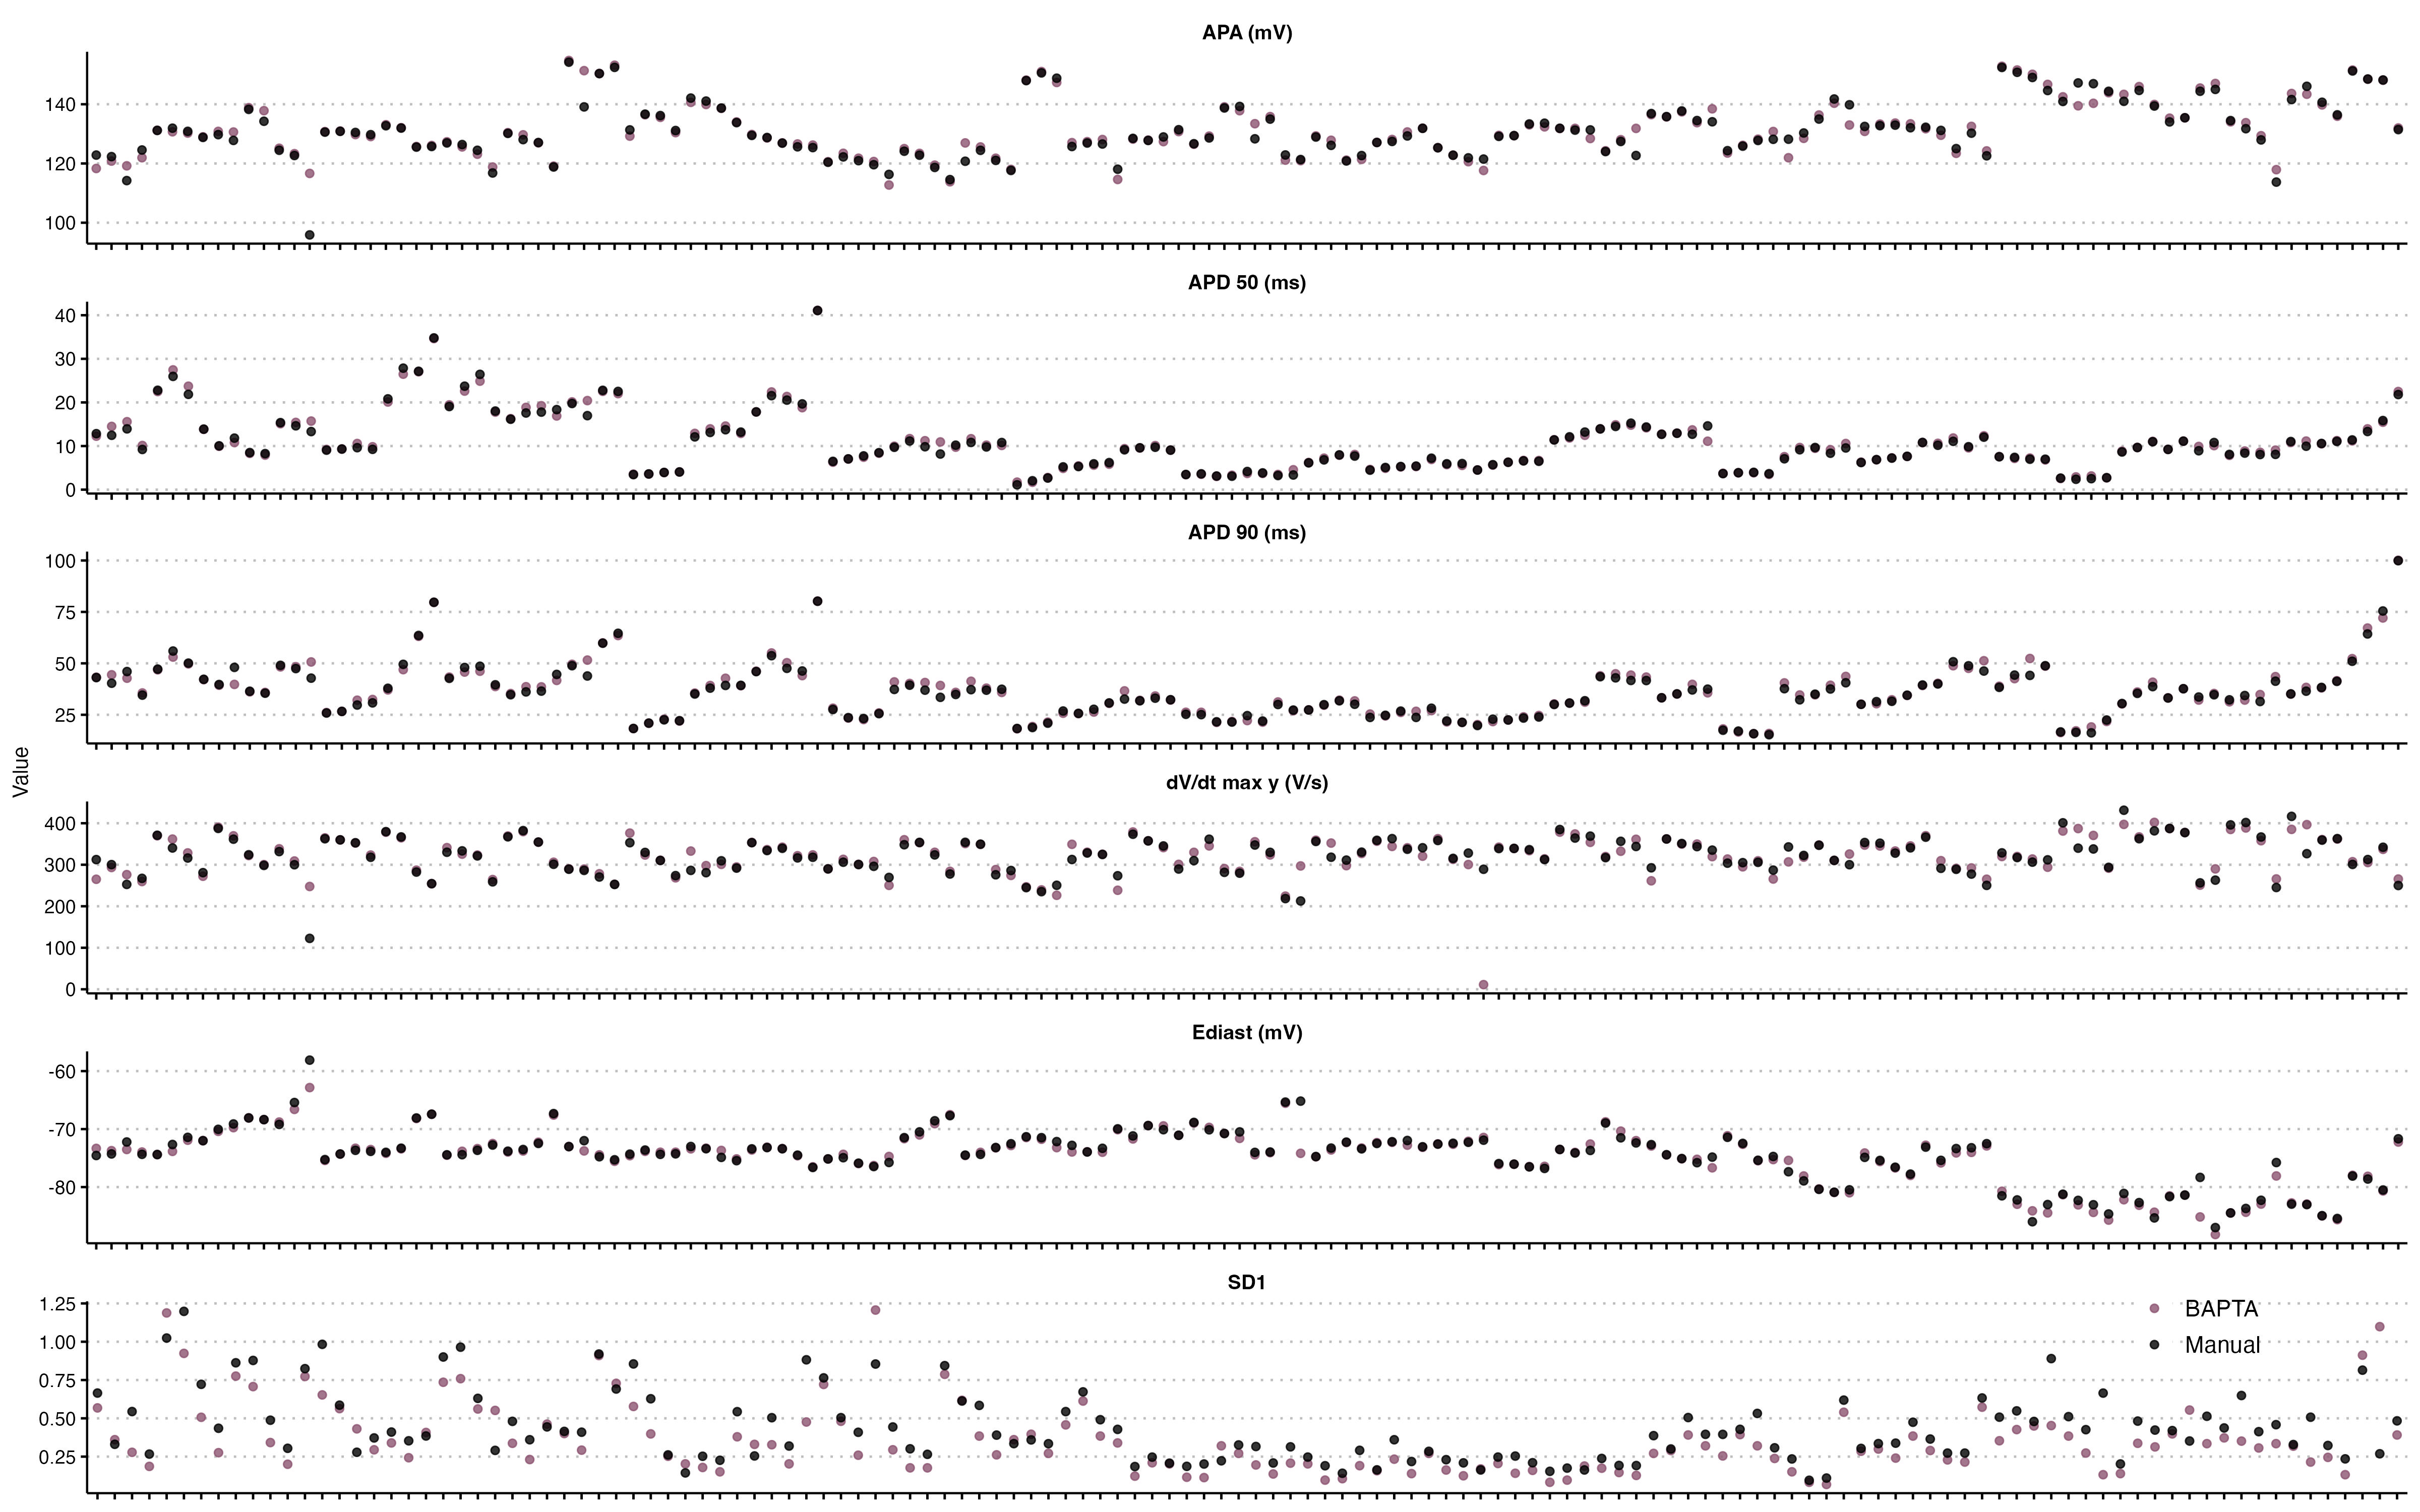 APA (mV)
140
120
100
APD 50 (ms)
40
30
20
10
0
APD 90 (ms)
100
75
50
25
Value
dV/dt max y (V/s)
400
300
200
100
0
Ediast (mV)
-60
-70
-80
SD1
1.25
1.00
0.75
0.50
0.25
BAPTA
Manual